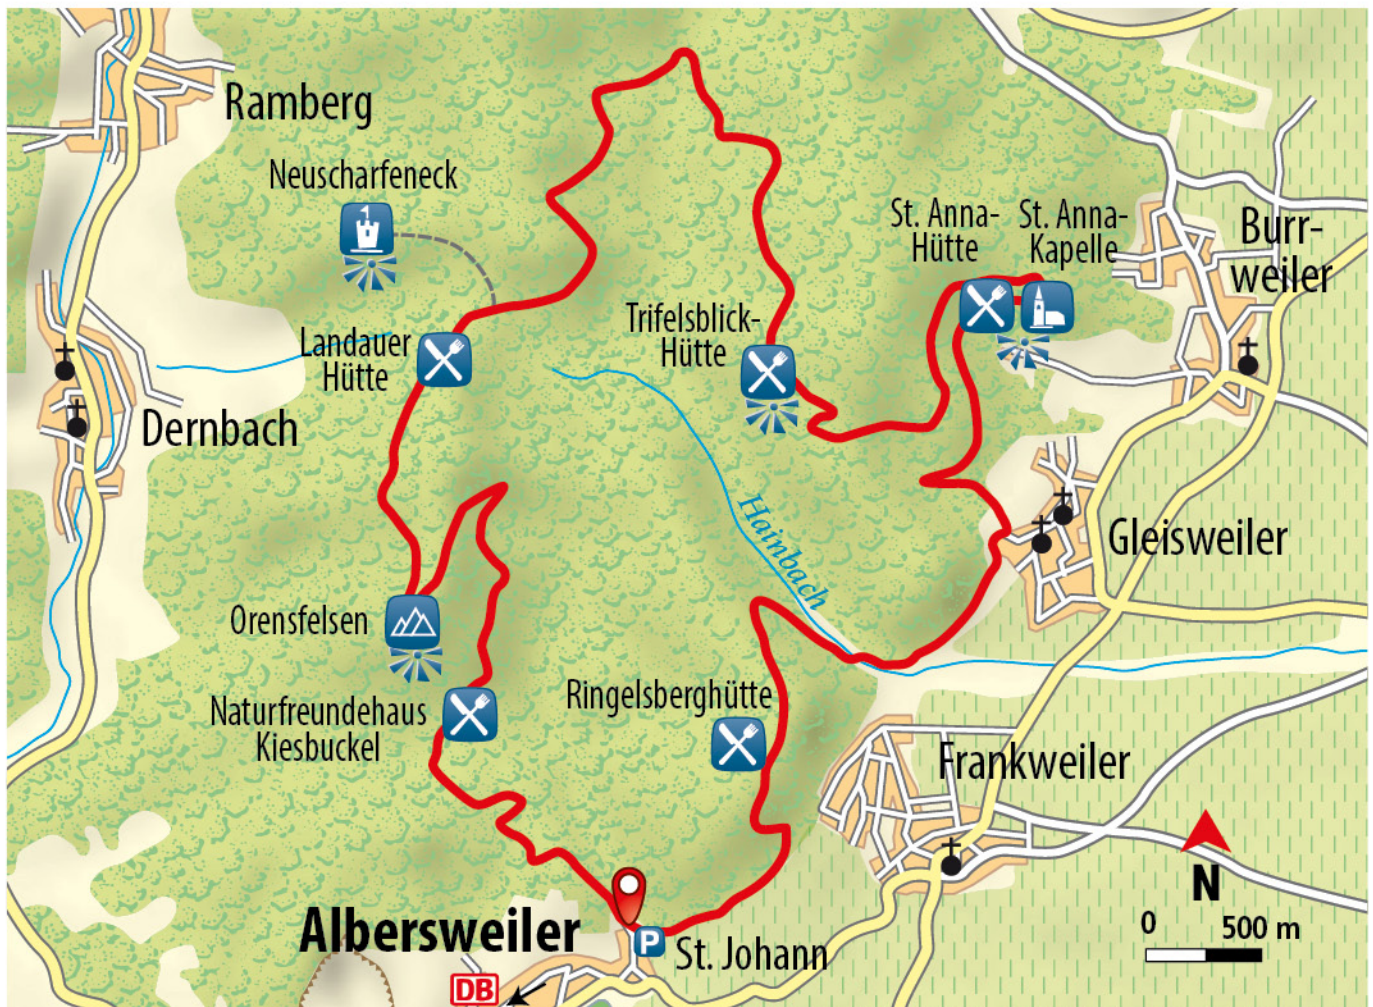 Ramberg
Neuscharfeneck
St. Anna-
Hütte
St. Anna-
Kapelle
Burr-
weiler
Landauer
Hütte
Trifelsblick-
Hütte
Dernbach
Hainbach
Gleisweiler
Orensfelsen
Naturfreundehaus
Kiesbuckel
Ringelsberghütte
Frankweiler
N
0 500 m
Albersweiler
P
St. Johann
DB